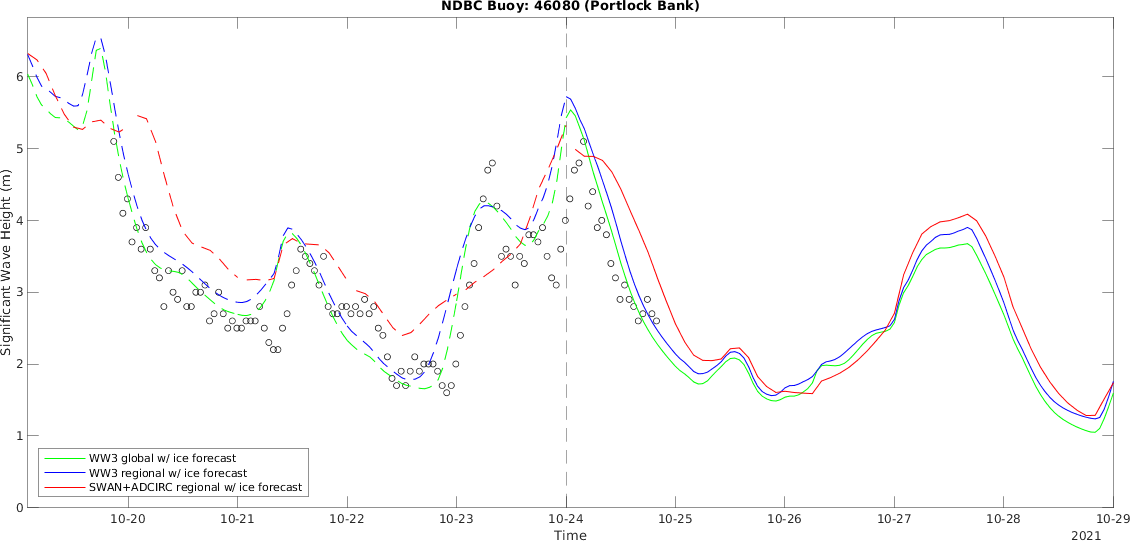 NDBC Buoy: 46080 (Portlock Bank)
Significant Wave Height (m)
6
5
4
3
2
1
0
WW3 global w/ ice forecast
WW3 regional w/ ice forecast
SWAN+ADCIRC regional w/ ice forecast
10-20 10-21 10-22 10-23 10-24 10-25 10-26 10-27 10-28 10-29
Time
2021